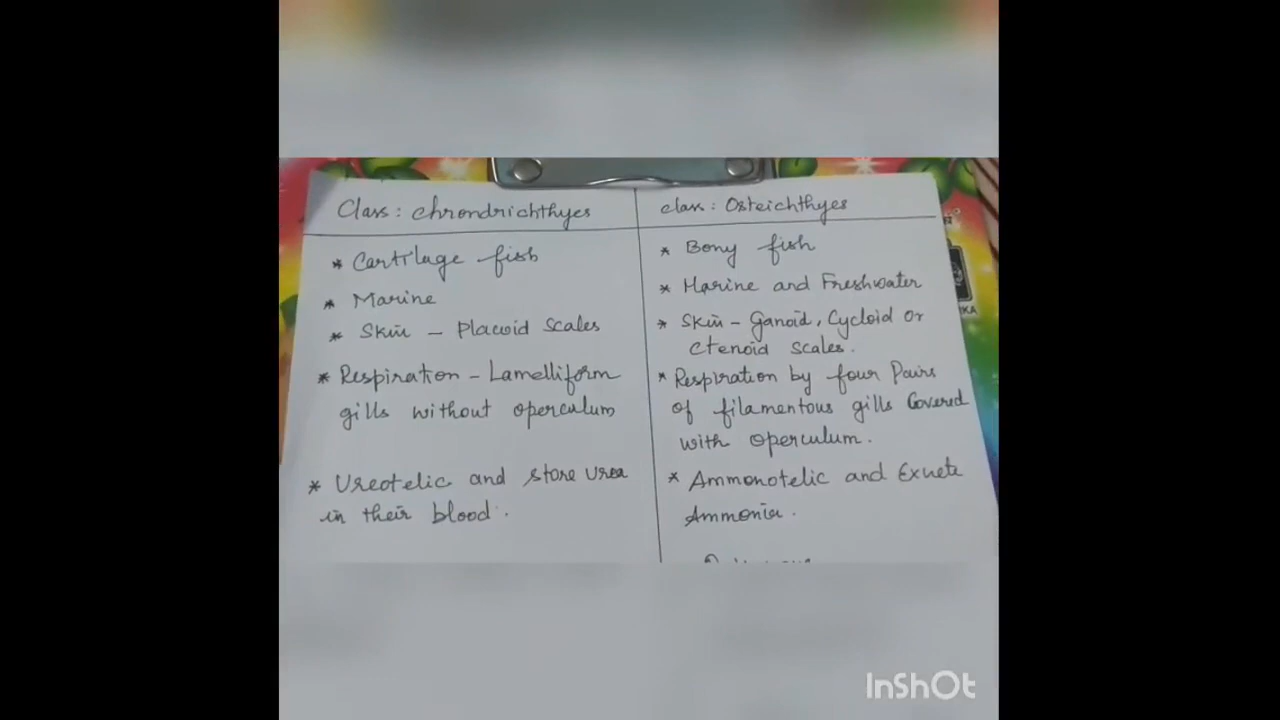 Class: Chrondrichthyes
* Cartilage fish
* Marine
* Skin - Placoid Scales
* Respiration - Lamelliform
gills without operculum
* Ureotelic and store urea
in their blood.
class: Osteichthyes
* Bony fish
* Marine and Freshwater
* Skin - Ganoid, Cycloid or
Ctenoid scales.
* Respiration by four Pairs
of filamentous gills Covered
with operculum.
* Ammonotelic and Excrete
Ammonia.
KA
InShOt